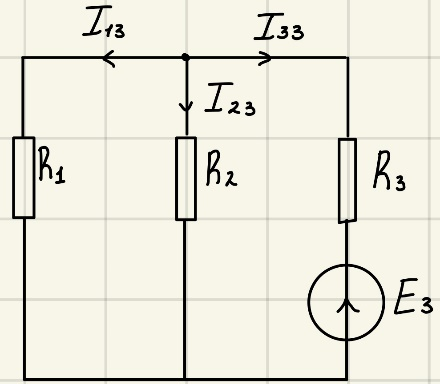 I₁₃
I₃₃
I₂₃
R₁
R₂
R₃
E₃